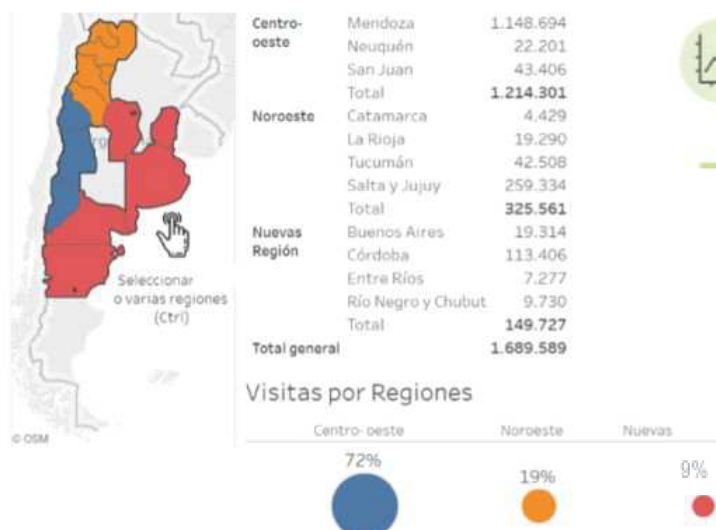 Centro-oeste Mendoza 1.148.694
Neuquén 22.201
San Juan 43.406
Total 1.214.301
Noroeste Catamarca 4.429
La Rioja 19.290
Tucumán 42.508
Salta y Jujuy 259.334
Total 325.561
Nuevas Región Buenos Aires 19.314
Córdoba 113.406
Entre Ríos 7.277
Río Negro y Chubut 9.730
Total 149.727
Total general 1.689.589
Seleccionar
o varias regiones
(Ctrl)
© OSM
Visitas por Regiones
Centro- oeste Noroeste Nuevas
72% 19% 9%